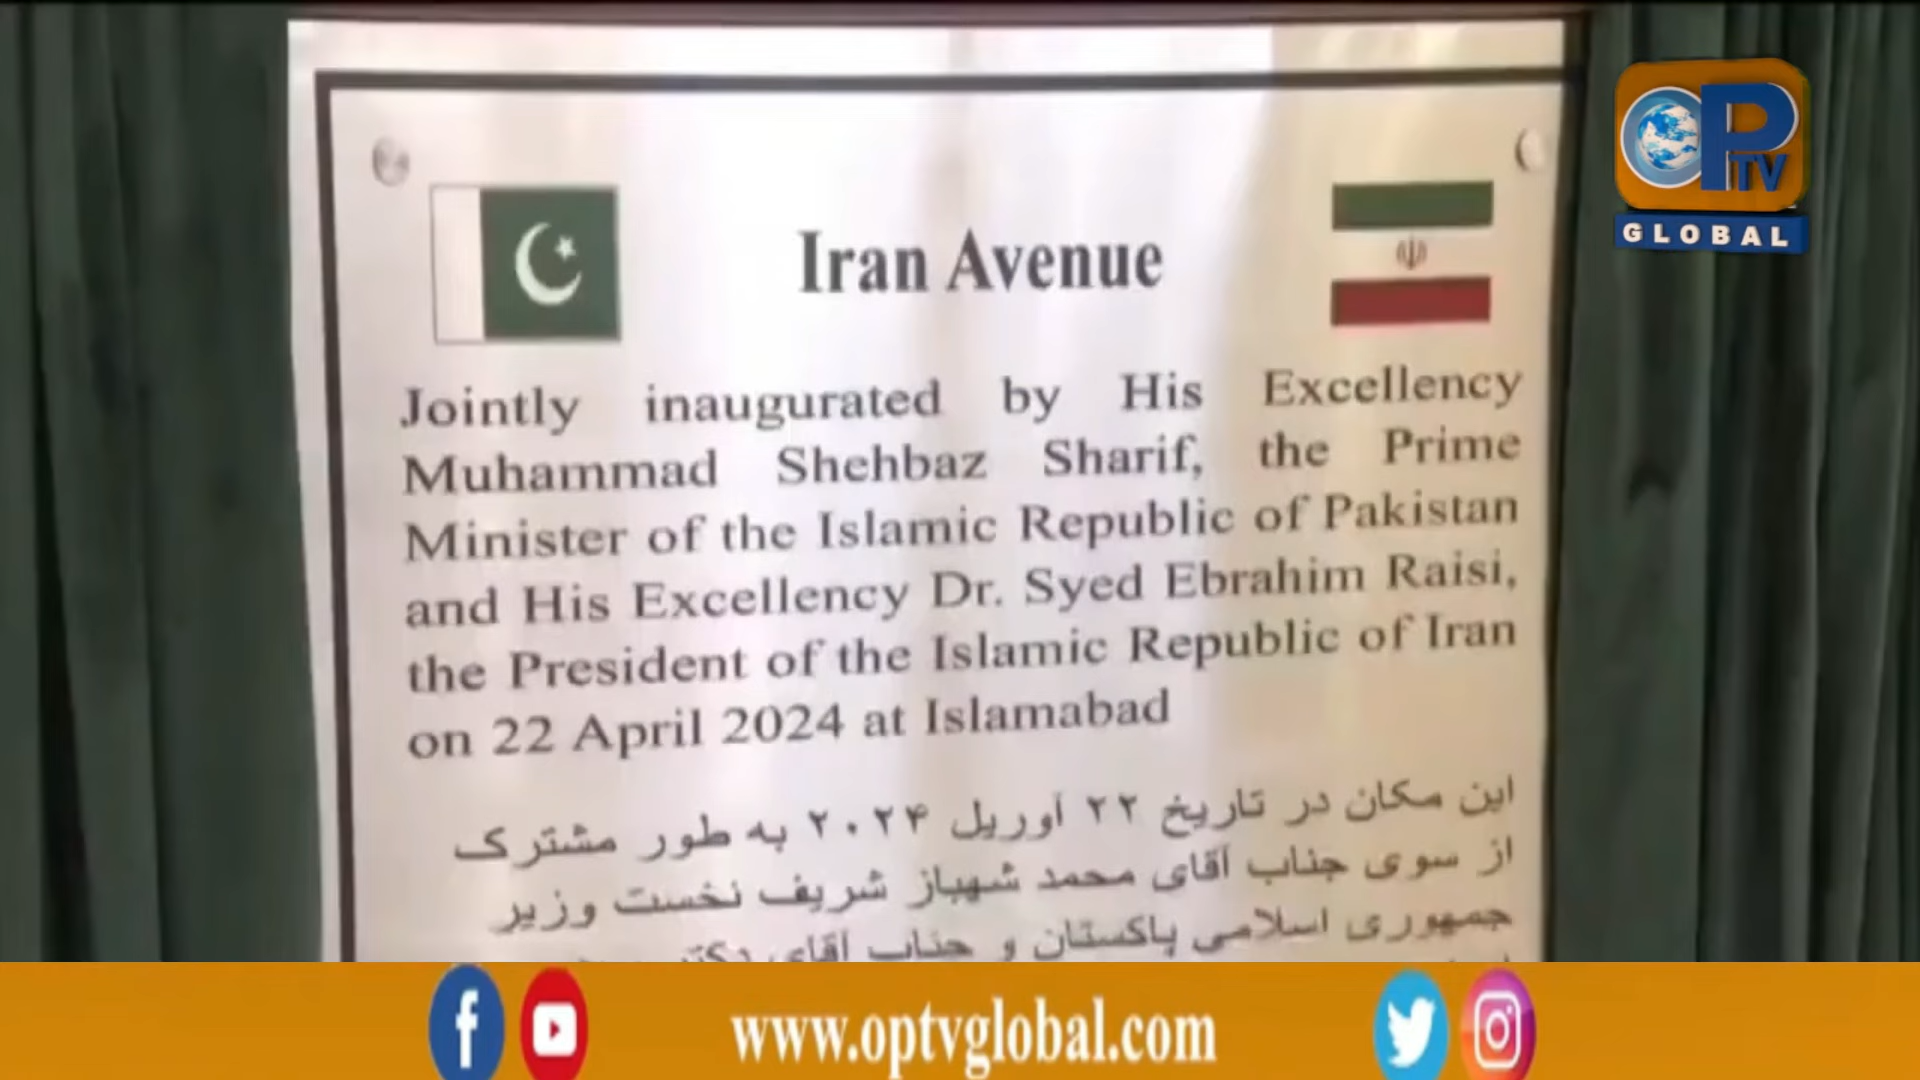 OP
TV
GLOBAL
Iran Avenue
Jointly inaugurated by His Excellency
Muhammad Shehbaz Sharif, the Prime
Minister of the Islamic Republic of Pakistan
and His Excellency Dr. Syed Ebrahim Raisi,
the President of the Islamic Republic of Iran
on 22 April 2024 at Islamabad
این مکان در تاریخ ۲۲ آوریل ۲۰۲۴ به طور مشترک
از سوی جناب آقای محمد شهباز شریف نخست وزیر
جمهوری اسلامی پاکستان و جناب آقای دکتر
www.optvglobal.com